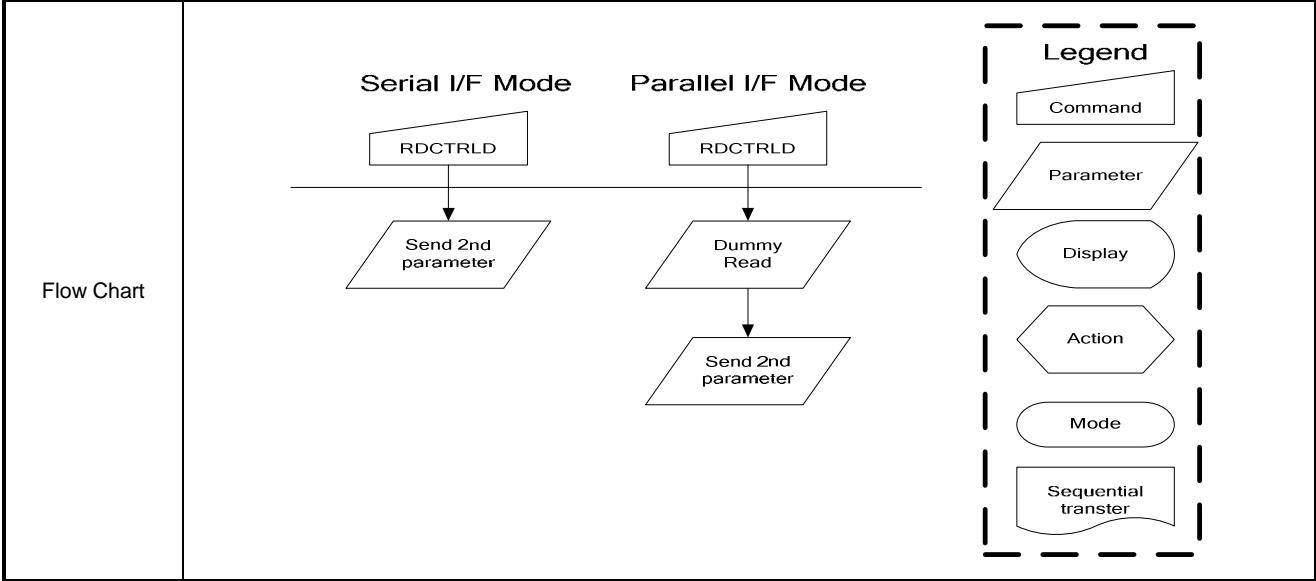 Flow Chart
Serial I/F Mode
RDCTRLD
Send 2nd
parameter
Parallel I/F Mode
RDCTRLD
Dummy
Read
Send 2nd
parameter
Legend
Command
Parameter
Display
Action
Mode
Sequential
transter